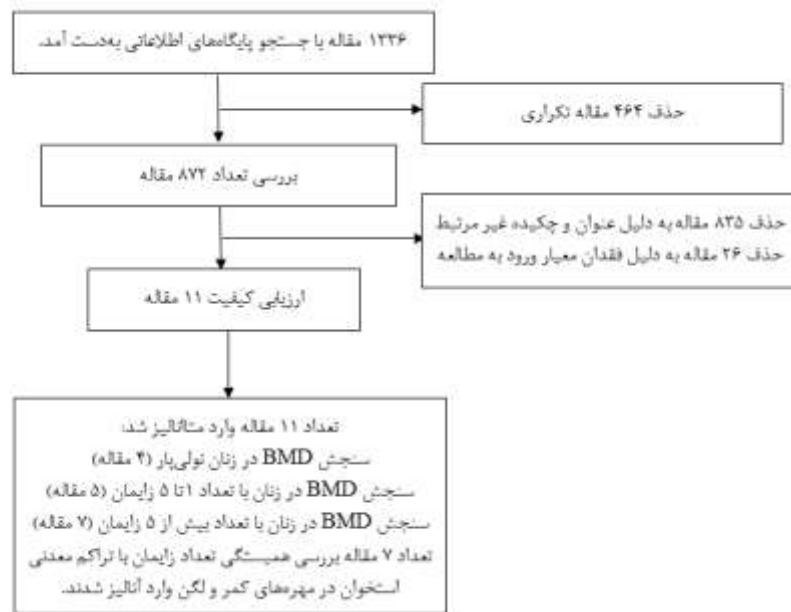 ۱۳۳۶ مقاله با جستجو پایگاه‌های اطلاعاتی به‌دست آمد.
حذف ۴۶۴ مقاله تکراری
بررسی تعداد ۸۷۲ مقاله
حذف ۸۳۵ مقاله به دلیل عنوان و چکیده غیر مرتبط
حذف ۲۶ مقاله به دلیل فقدان معیار ورود به مطالعه
ارزیابی کیفیت ۱۱ مقاله
تعداد ۱۱ مقاله وارد متاآنالیز شد:
سنجش BMD در زنان نولی‌پار (۴ مقاله)
سنجش BMD در زنان با تعداد ۱ تا ۵ زایمان (۵ مقاله)
سنجش BMD در زنان با تعداد بیش از ۵ زایمان (۷ مقاله)
تعداد ۷ مقاله بررسی همبستگی تعداد زایمان با تراکم معدنی
استخوان در مهره‌های کمر و لگن وارد آنالیز شدند.